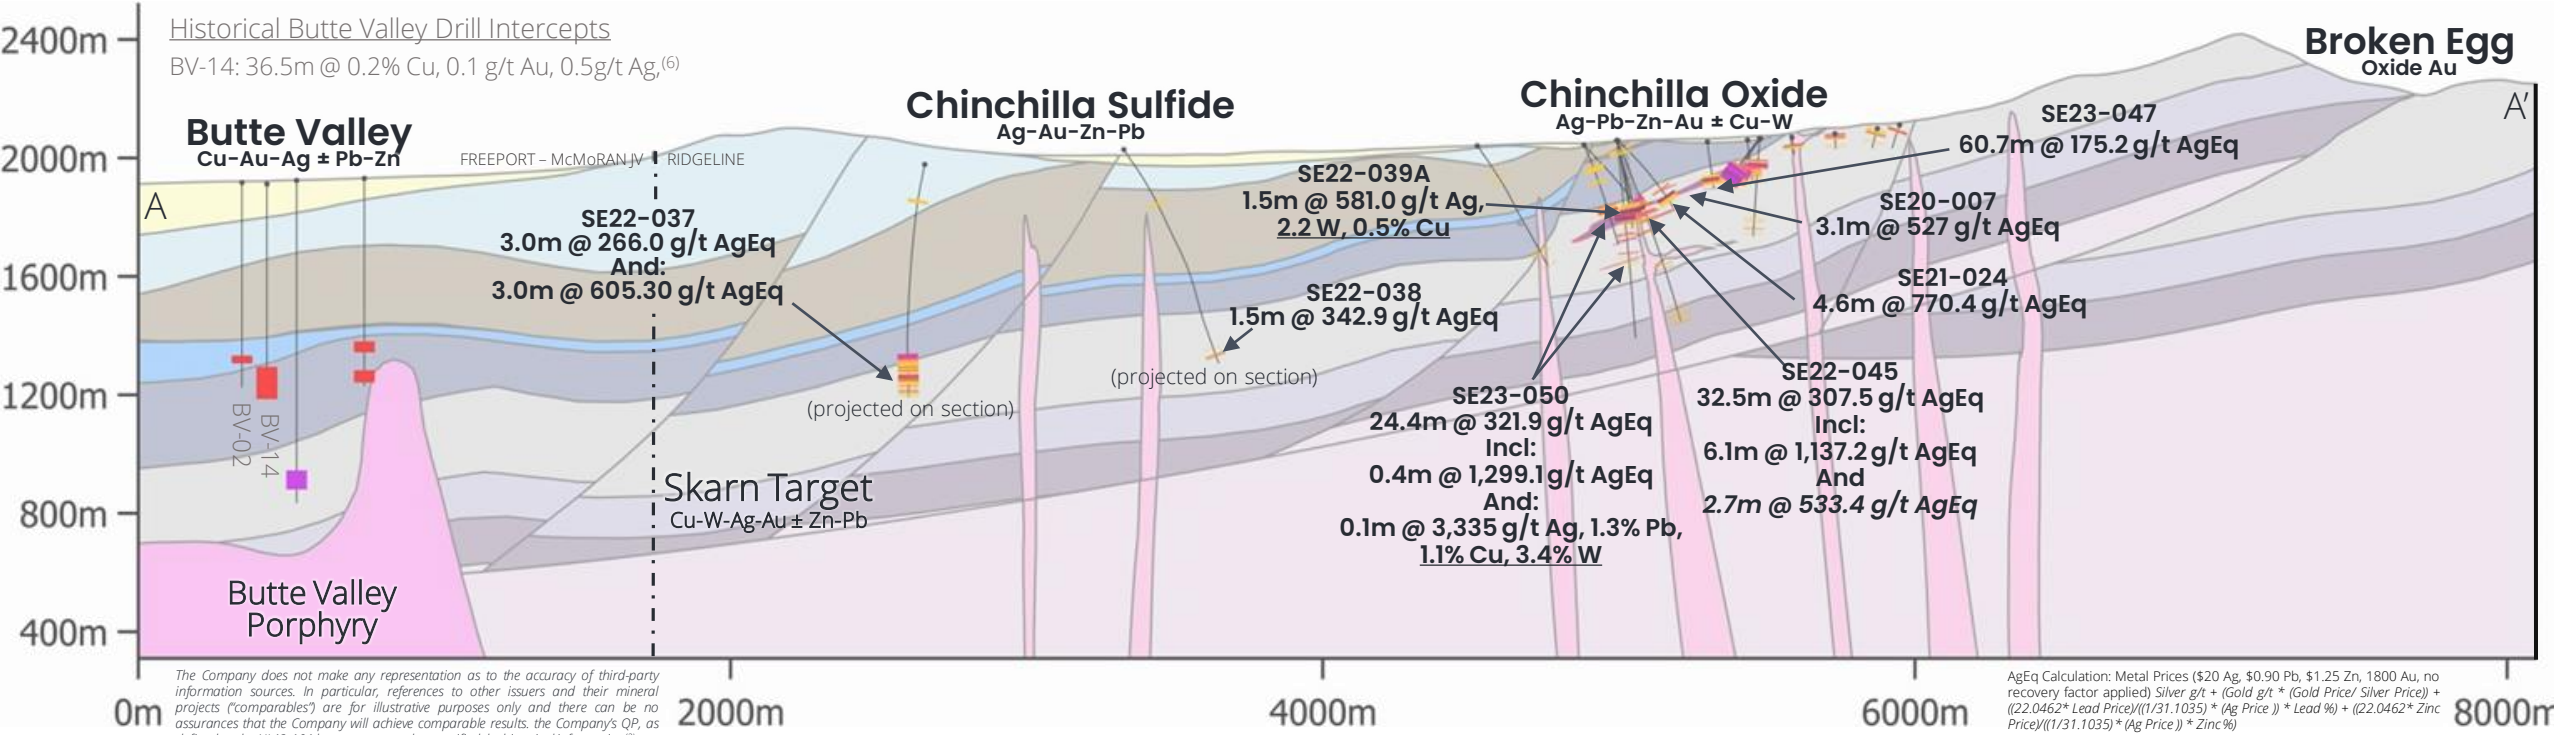 2400m
2000m
1600m
1200m
800m
400m
0m
2000m
4000m
6000m
8000m
Historical Butte Valley Drill Intercepts
BV-14: 36.5m @ 0.2% Cu, 0.1 g/t Au, 0.5g/t Ag,(6)
Butte Valley
Cu-Au-Ag ± Pb-Zn
A
FREEPORT – McMoRAN JV
RIDGELINE
SE22-037
3.0m @ 266.0 g/t AgEq
And:
3.0m @ 605.30 g/t AgEq
(projected on section)
BV-02
BV-14
Skarn Target
Cu-W-Ag-Au ± Zn-Pb
Butte Valley
Porphyry
Chinchilla Sulfide
Ag-Au-Zn-Pb
SE22-038
1.5m @ 342.9 g/t AgEq
(projected on section)
Chinchilla Oxide
Ag-Pb-Zn-Au ± Cu-W
SE22-039A
1.5m @ 581.0 g/t Ag,
2.2 W, 0.5% Cu
SE23-050
24.4m @ 321.9 g/t AgEq
Incl:
0.4m @ 1,299.1g/t AgEq
And:
0.1m @ 3,335 g/t Ag, 1.3% Pb,
1.1% Cu, 3.4% W
SE22-045
32.5m @ 307.5 g/t AgEq
Incl:
6.1m @ 1,137.2 g/t AgEq
And
2.7m @ 533.4 g/t AgEq
SE21-024
4.6m @ 770.4 g/t AgEq
SE20-007
3.1m @ 527 g/t AgEq
SE23-047
60.7m @ 175.2 g/t AgEq
Broken Egg
Oxide Au
A'
The Company does not make any representation as to the accuracy of third-party
information sources. In particular, references to other issuers and their mineral
projects ("comparables") are for illustrative purposes only and there can be no
assurances that the Company will achieve comparable results. the Company's QP, as
AgEq Calculation: Metal Prices ($20 Ag, $0.90 Pb, $1.25 Zn, 1800 Au, no
recovery factor applied) Silver g/t + (Gold g/t * (Gold Price/ Silver Price)) +
((22.0462* Lead Price)/((1/31.1035) * (Ag Price )) * Lead %) + ((22.0462* Zinc
Price)/((1/31.1035) * (Ag Price )) * Zinc %)